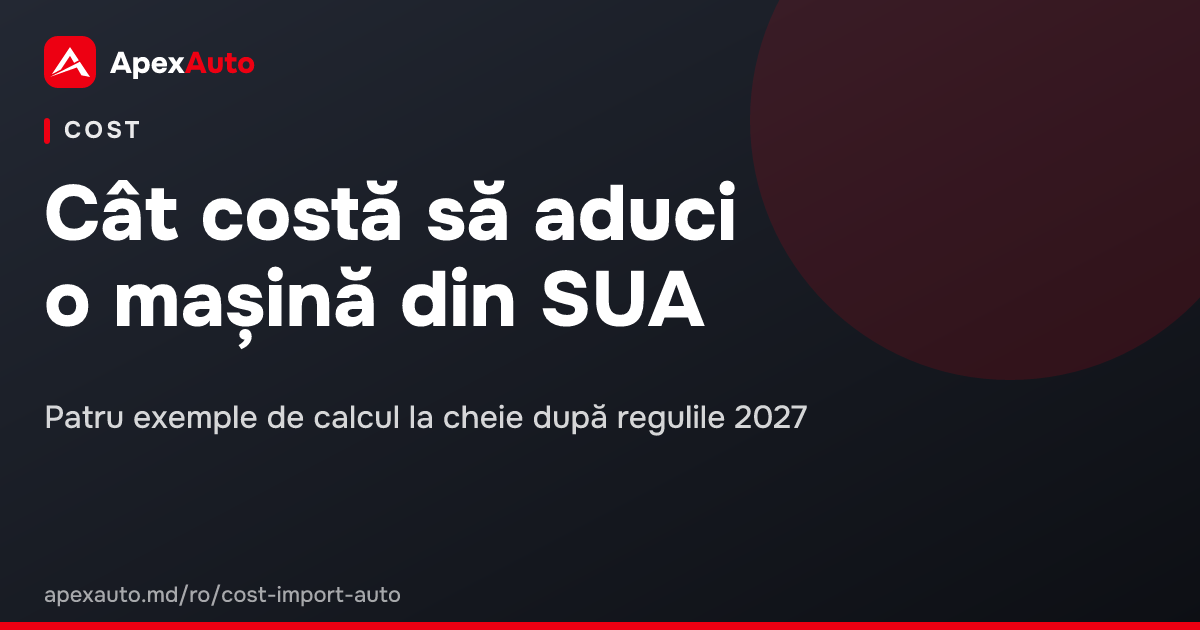 ApexAuto
COST
Cât costă să aduci
o mașină din SUA
Patru exemple de calcul la cheie după regulile 2027
apexauto.md/ro/cost-import-auto